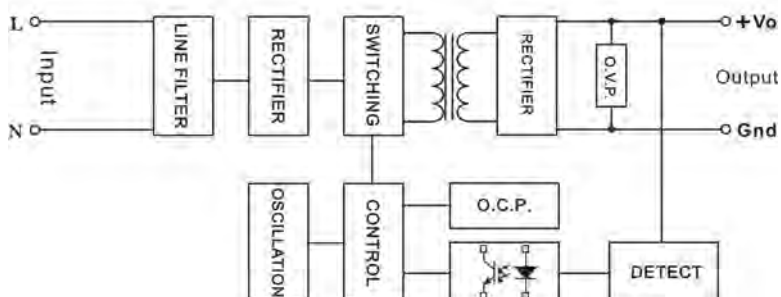 L
Input
N
LINE FILTER
RECTIFIER
SWITCHING
RECTIFIER
O.V.P.
+Vo
Output
Gnd
OSCILLATION
CONTROL
O.C.P.
DETECT